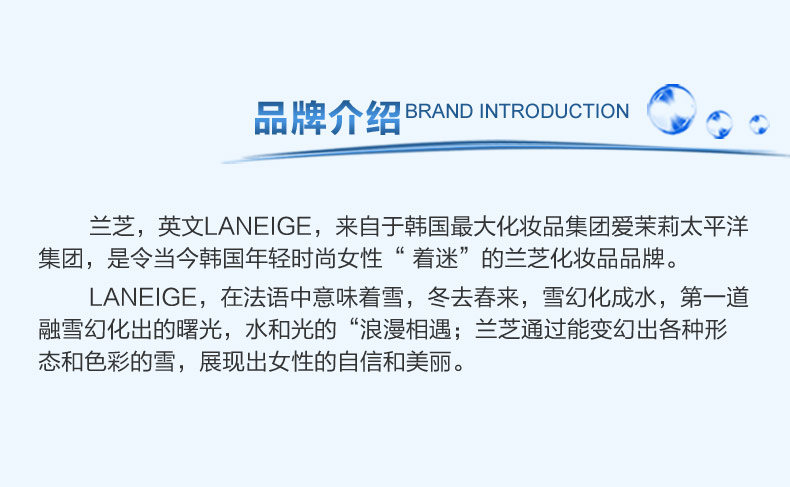 品牌介绍 BRAND INTRODUCTION
兰芝，英文LANEIGE，来自于韩国最大化妆品集团爱茉莉太平洋
集团，是令当今韩国年轻时尚女性“ 着迷”的兰芝化妆品品牌。
LANEIGE，在法语中意味着雪，冬去春来，雪幻化成水，第一道
融雪幻化出的曙光，水和光的“浪漫相遇；兰芝通过能变幻出各种形
态和色彩的雪，展现出女性的自信和美丽。